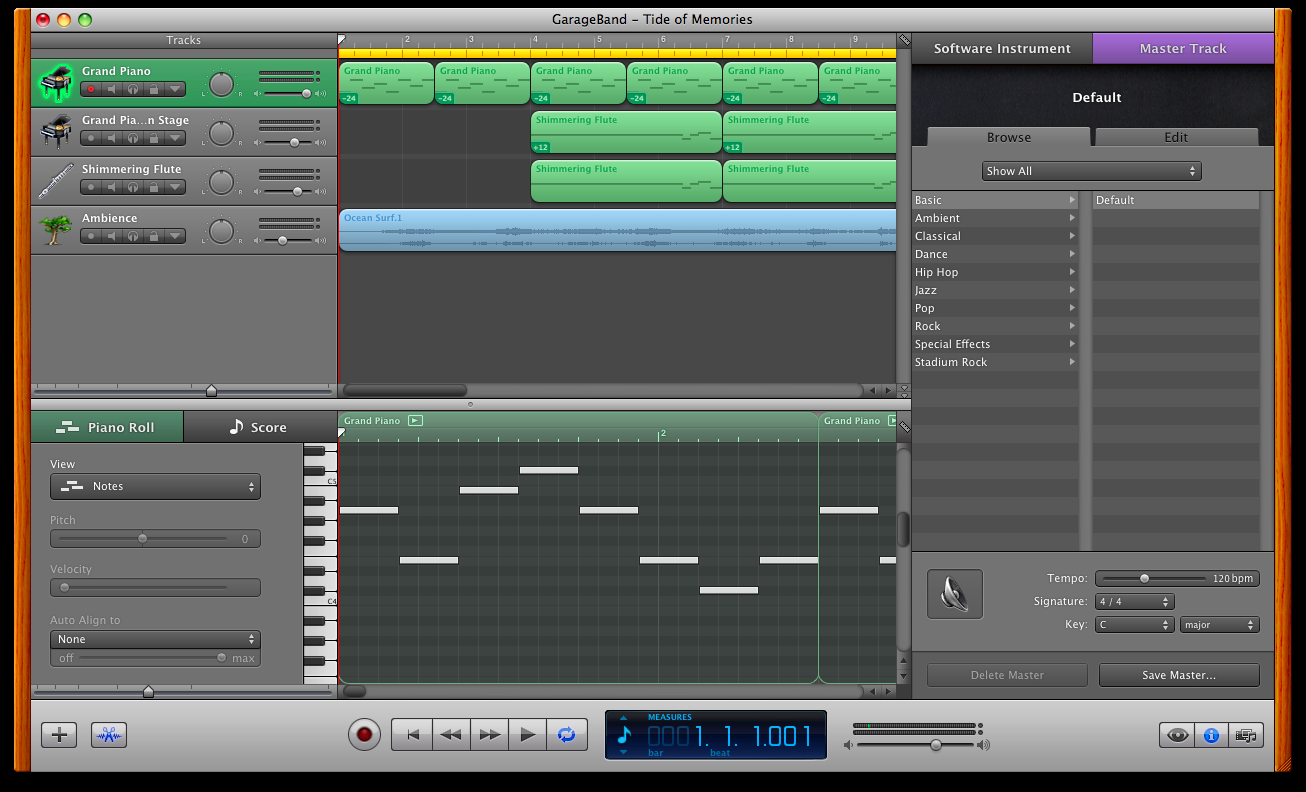 GarageBand – Tide of Memories
Tracks
2 3 4 5 6 7 8 9
Software Instrument
Master Track
Grand Piano
L R
Grand Piano Grand Piano Grand Piano Grand Piano Grand Piano Grand Piano
-24 -24 -24 -24 -24 -24
Default
Grand Pia...n Stage
L R
Shimmering Flute Shimmering Flute
+12 +12
Browse
Edit
Show All
Shimmering Flute
L R
Shimmering Flute Shimmering Flute
Ambience
L R
Ocean Surf.1
Basic
Ambient
Classical
Dance
Hip Hop
Jazz
Pop
Rock
Special Effects
Stadium Rock
Default
Piano Roll
Score
Grand Piano
Grand Piano
2
View
Notes
Pitch
0
Velocity
Auto Align to
None
off max
C5
C4
Tempo: 120 bpm
Signature: 4 / 4
Key: C major
Delete Master
Save Master...
MEASURES
0001. 1. 1.001
bar beat